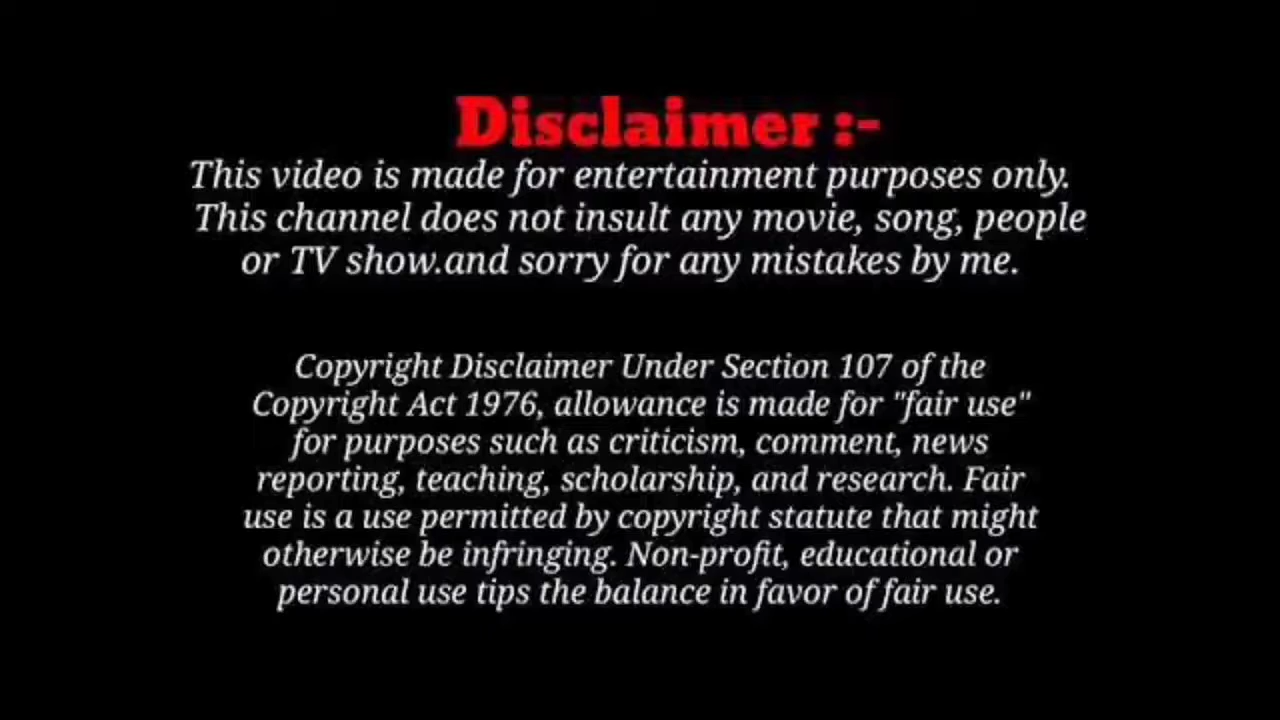 Disclaimer :-
This video is made for entertainment purposes only.
This channel does not insult any movie, song, people
or TV show.and sorry for any mistakes by me.
Copyright Disclaimer Under Section 107 of the
Copyright Act 1976, allowance is made for "fair use"
for purposes such as criticism, comment, news
reporting, teaching, scholarship, and research. Fair
use is a use permitted by copyright statute that might
otherwise be infringing. Non-profit, educational or
personal use tips the balance in favor of fair use.